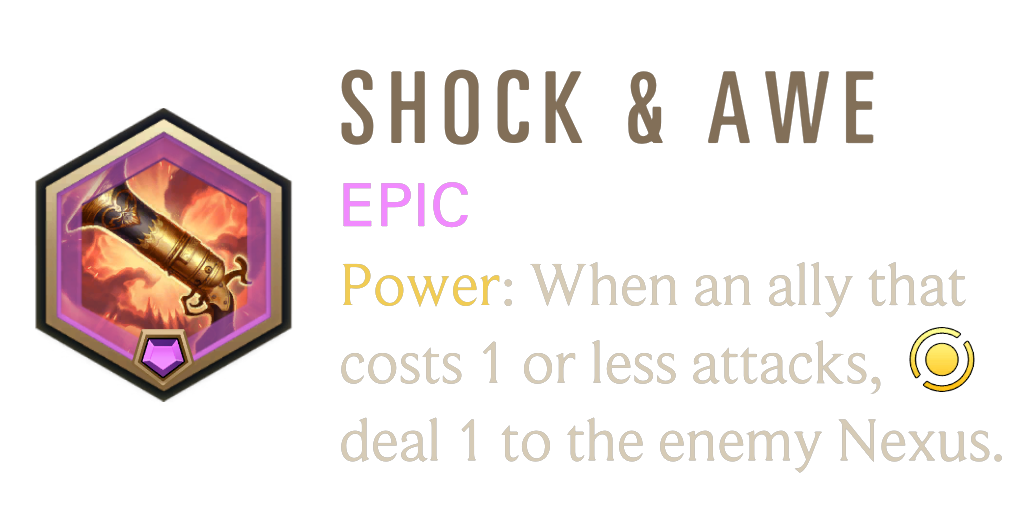 SHOCK & AWE
EPIC
Power: When an ally that
costs 1 or less attacks,
deal 1 to the enemy Nexus.